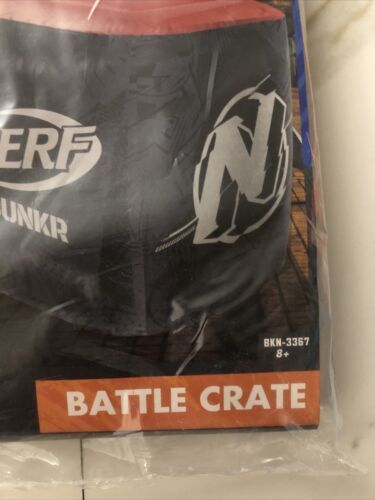 ERF
UNKR
N
BKN-3367
8+
BATTLE CRATE